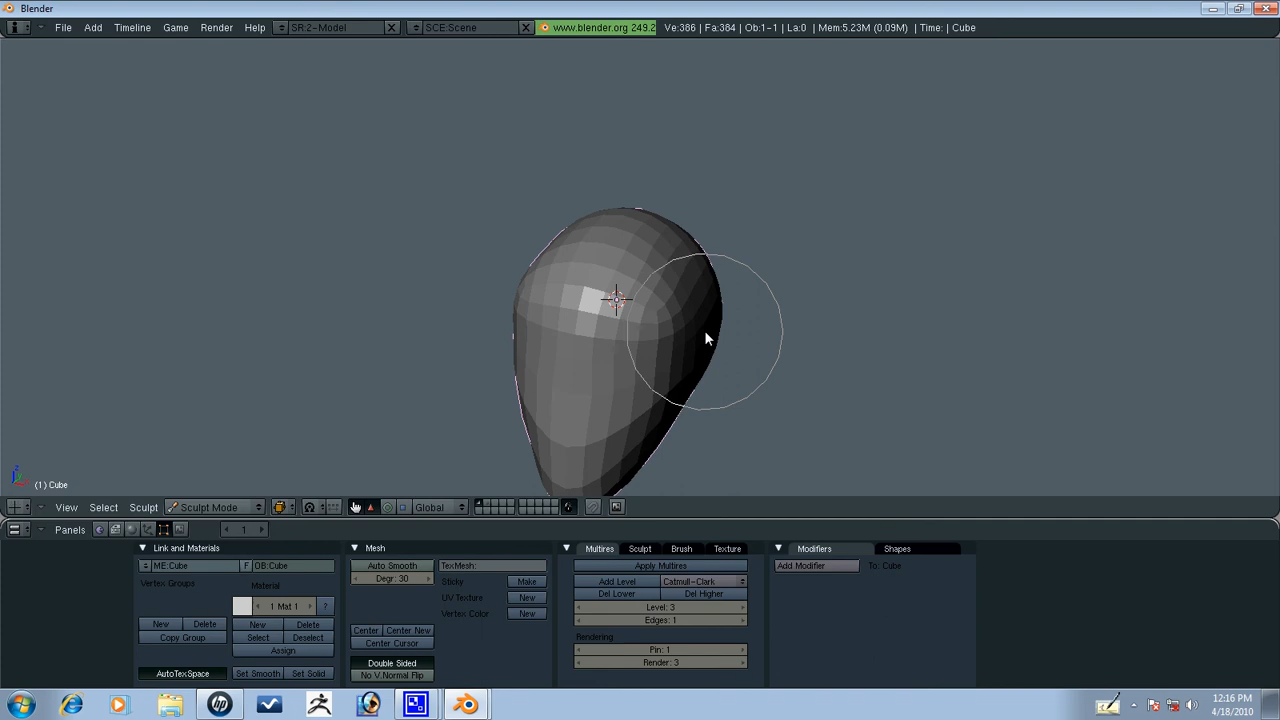 Blender
File Add Timeline Game Render Help SR:2-Model SCE:Scene www.blender.org 249.2 Ve:386 | Fa:384 | Ob:1-1 | La:0 | Mem:5.23M (0.09M) | Time: | Cube
(1) Cube
View Select Sculpt Sculpt Mode Global
Panels 1
Link and Materials Mesh Multires Sculpt Brush Texture Modifiers Shapes
ME:Cube F OB:Cube Auto Smooth TexMesh: Apply Multires Add Modifier To: Cube
Vertex Groups Material Degr: 30 Sticky Make Add Level Catmull-Clark
Del Lower Del Higher
1 Mat 1 ? UV Texture New Level: 3
Vertex Color New Edges: 1
New Delete New Delete Center Center New Rendering
Copy Group Select Deselect Center Cursor
Assign Pin: 1
Double Sided Render: 3
AutoTexSpace Set Smooth Set Solid No V.Normal Flip
12:16 PM
4/18/2010